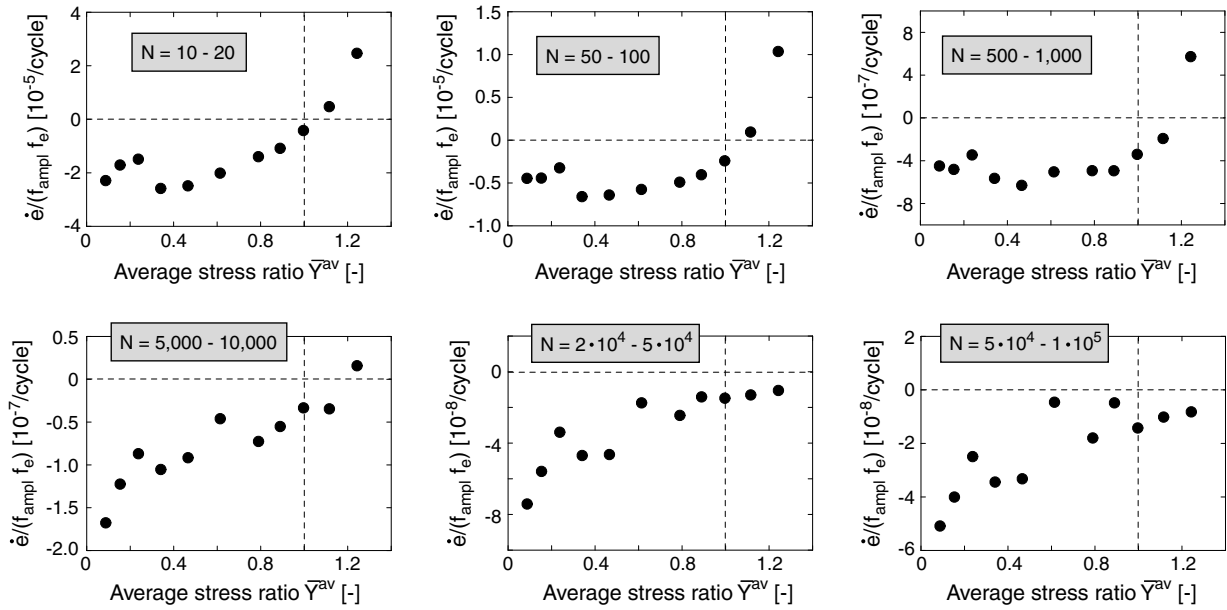 N = 10 - 20
ė/(f_ampl f_e) [10^-5/cycle]
4
2
0
-2
-4
0 0.4 0.8 1.2
Average stress ratio Y̅^av [-]
N = 50 - 100
ė/(f_ampl f_e) [10^-5/cycle]
1.5
1.0
0.5
0
-0.5
-1.0
0 0.4 0.8 1.2
Average stress ratio Y̅^av [-]
N = 500 - 1,000
ė/(f_ampl f_e) [10^-7/cycle]
8
4
0
-4
-8
0 0.4 0.8 1.2
Average stress ratio Y̅^av [-]
N = 5,000 - 10,000
ė/(f_ampl f_e) [10^-7/cycle]
0.5
0
-0.5
-1.0
-1.5
-2.0
0 0.4 0.8 1.2
Average stress ratio Y̅^av [-]
N = 2•10^4 - 5•10^4
ė/(f_ampl f_e) [10^-8/cycle]
0
-4
-8
0 0.4 0.8 1.2
Average stress ratio Y̅^av [-]
N = 5•10^4 - 1•10^5
ė/(f_ampl f_e) [10^-8/cycle]
2
0
-2
-4
-6
0 0.4 0.8 1.2
Average stress ratio Y̅^av [-]